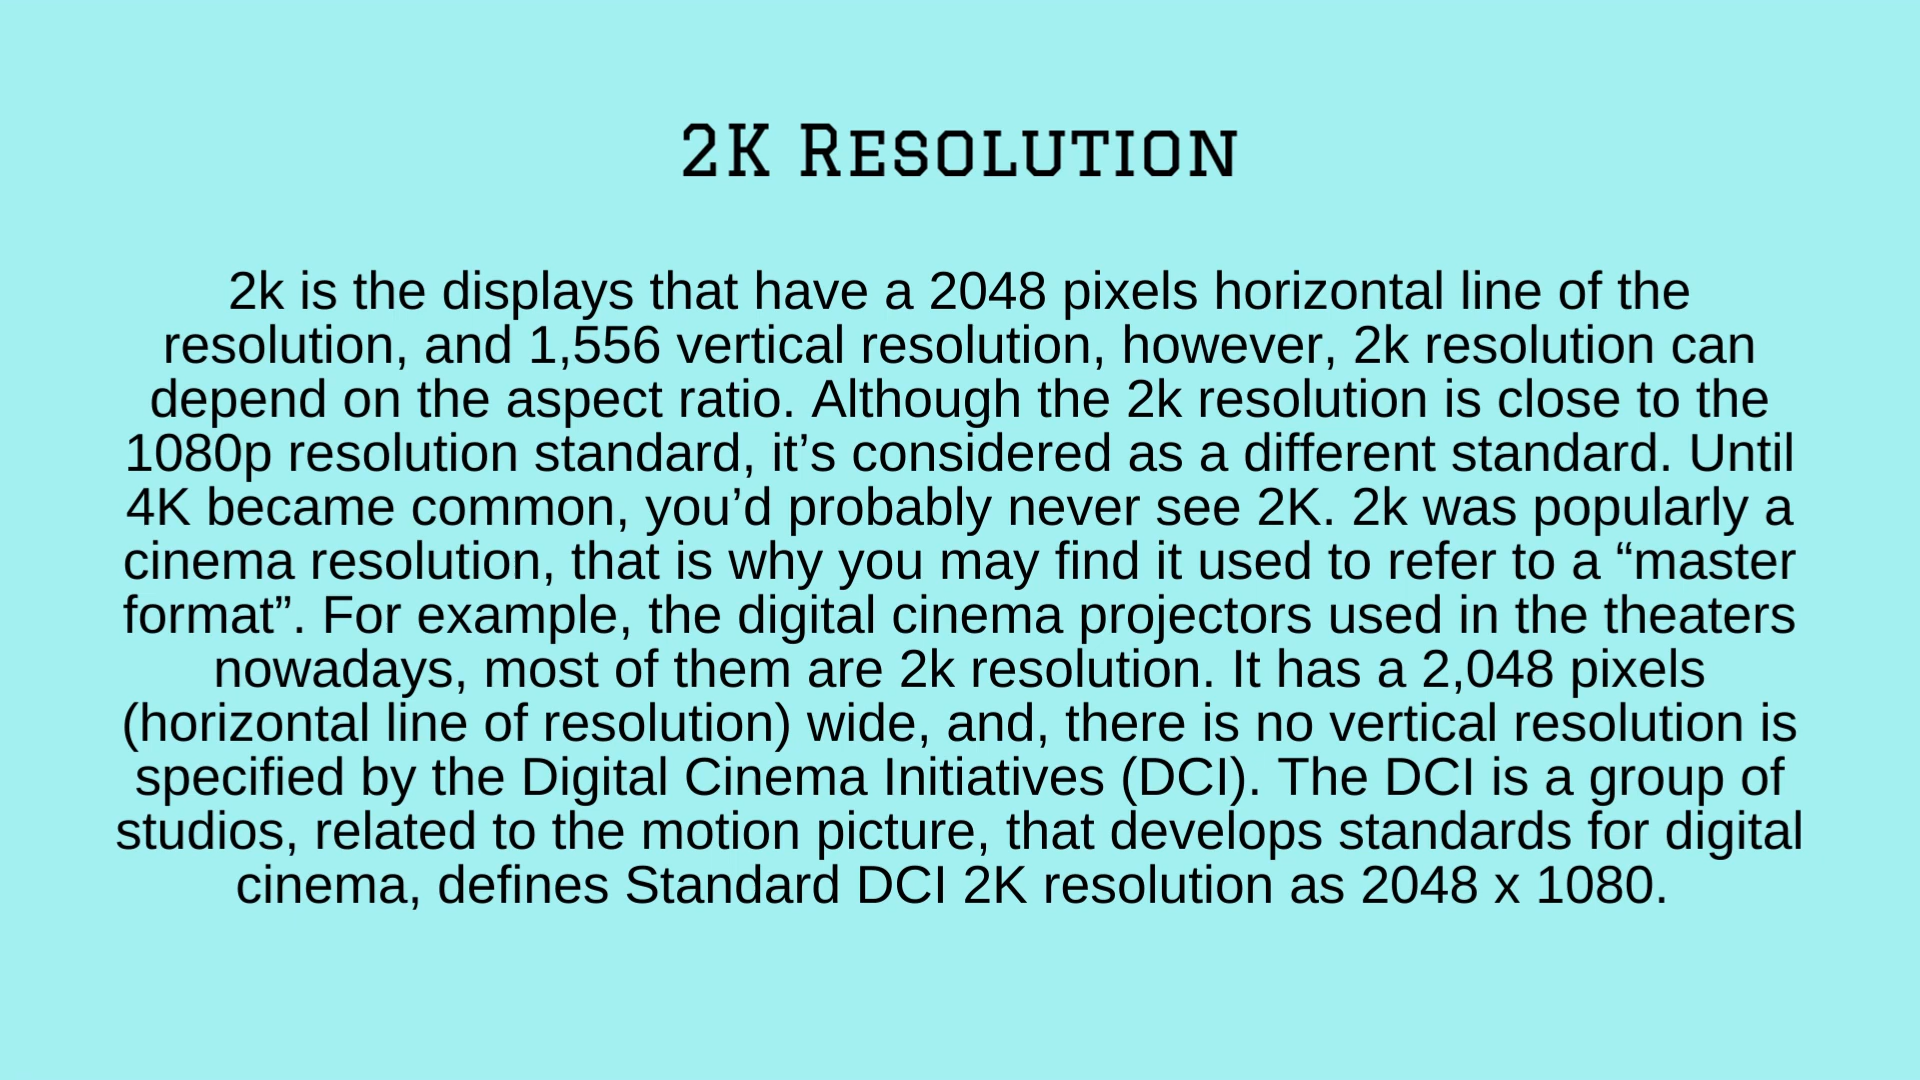 2K Resolution
2k is the displays that have a 2048 pixels horizontal line of the
resolution, and 1,556 vertical resolution, however, 2k resolution can
depend on the aspect ratio. Although the 2k resolution is close to the
1080p resolution standard, it’s considered as a different standard. Until
4K became common, you’d probably never see 2K. 2k was popularly a
cinema resolution, that is why you may find it used to refer to a “master
format”. For example, the digital cinema projectors used in the theaters
nowadays, most of them are 2k resolution. It has a 2,048 pixels
(horizontal line of resolution) wide, and, there is no vertical resolution is
specified by the Digital Cinema Initiatives (DCI). The DCI is a group of
studios, related to the motion picture, that develops standards for digital
cinema, defines Standard DCI 2K resolution as 2048 x 1080.